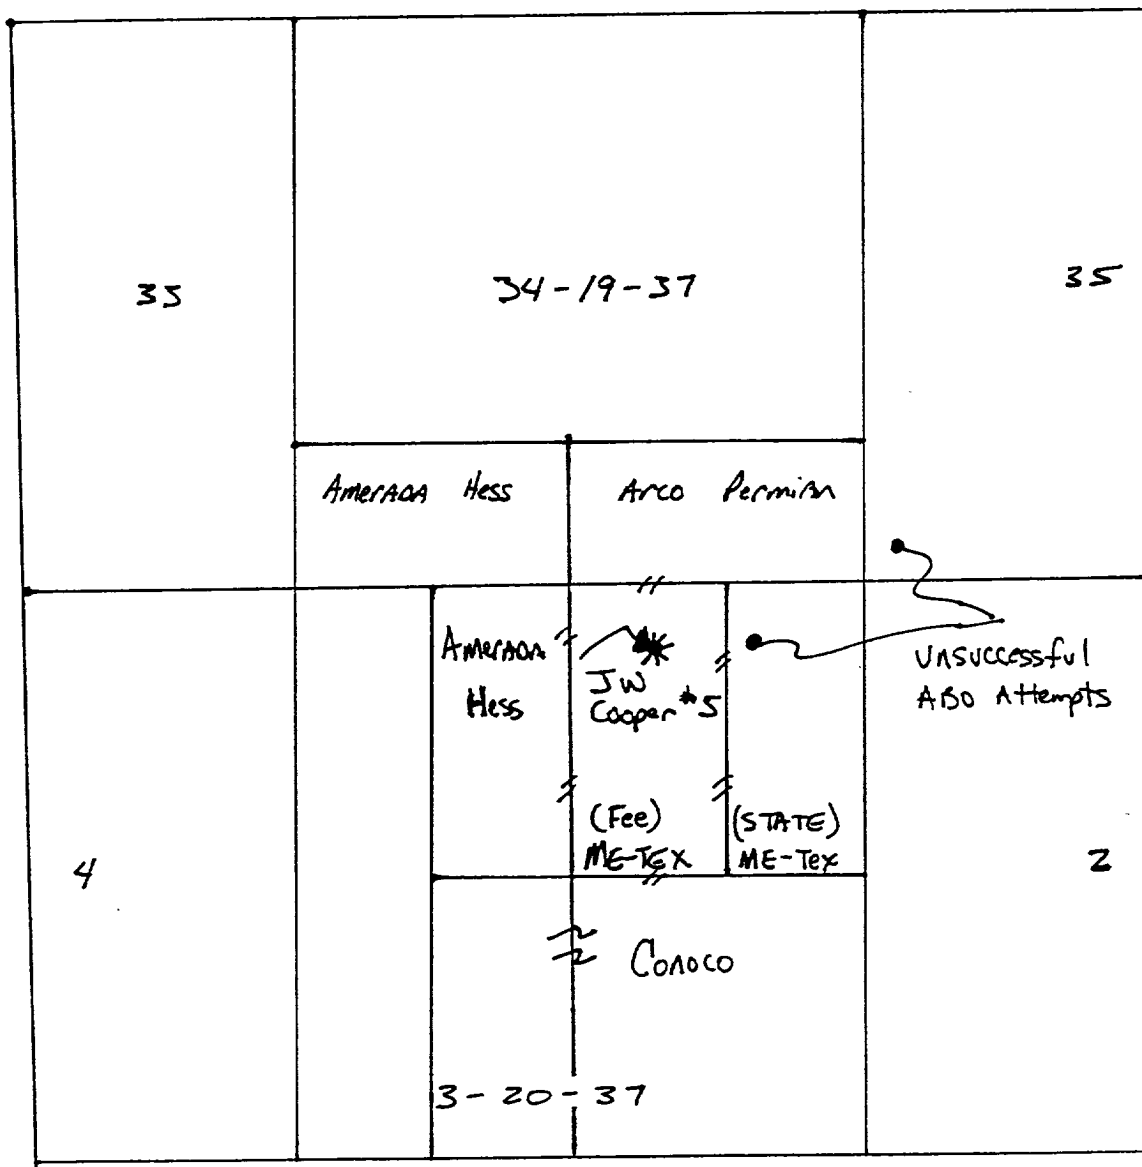 35
34-19-37
35
Amerada Hess
Arco Permian
Amerada
Hess
JW
Cooper #5
Unsuccessful
ABO Attempts
(Fee)
ME-TEX
(STATE)
ME-Tex
4
2
Conoco
3-20-37